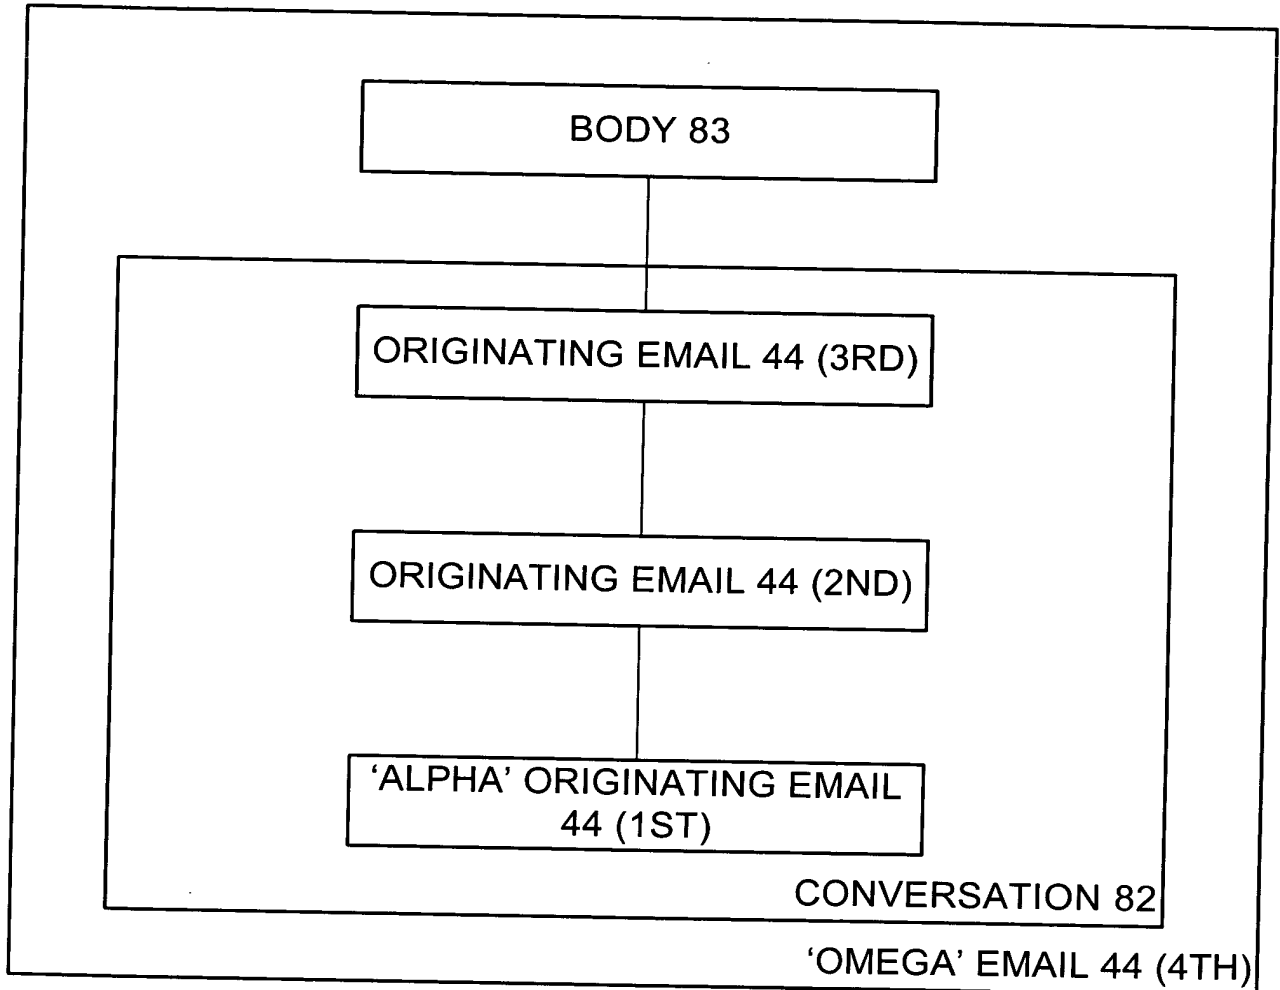 BODY 83
ORIGINATING EMAIL 44 (3RD)
ORIGINATING EMAIL 44 (2ND)
‘ALPHA’ ORIGINATING EMAIL
44 (1ST)
CONVERSATION 82
‘OMEGA’ EMAIL 44 (4TH)